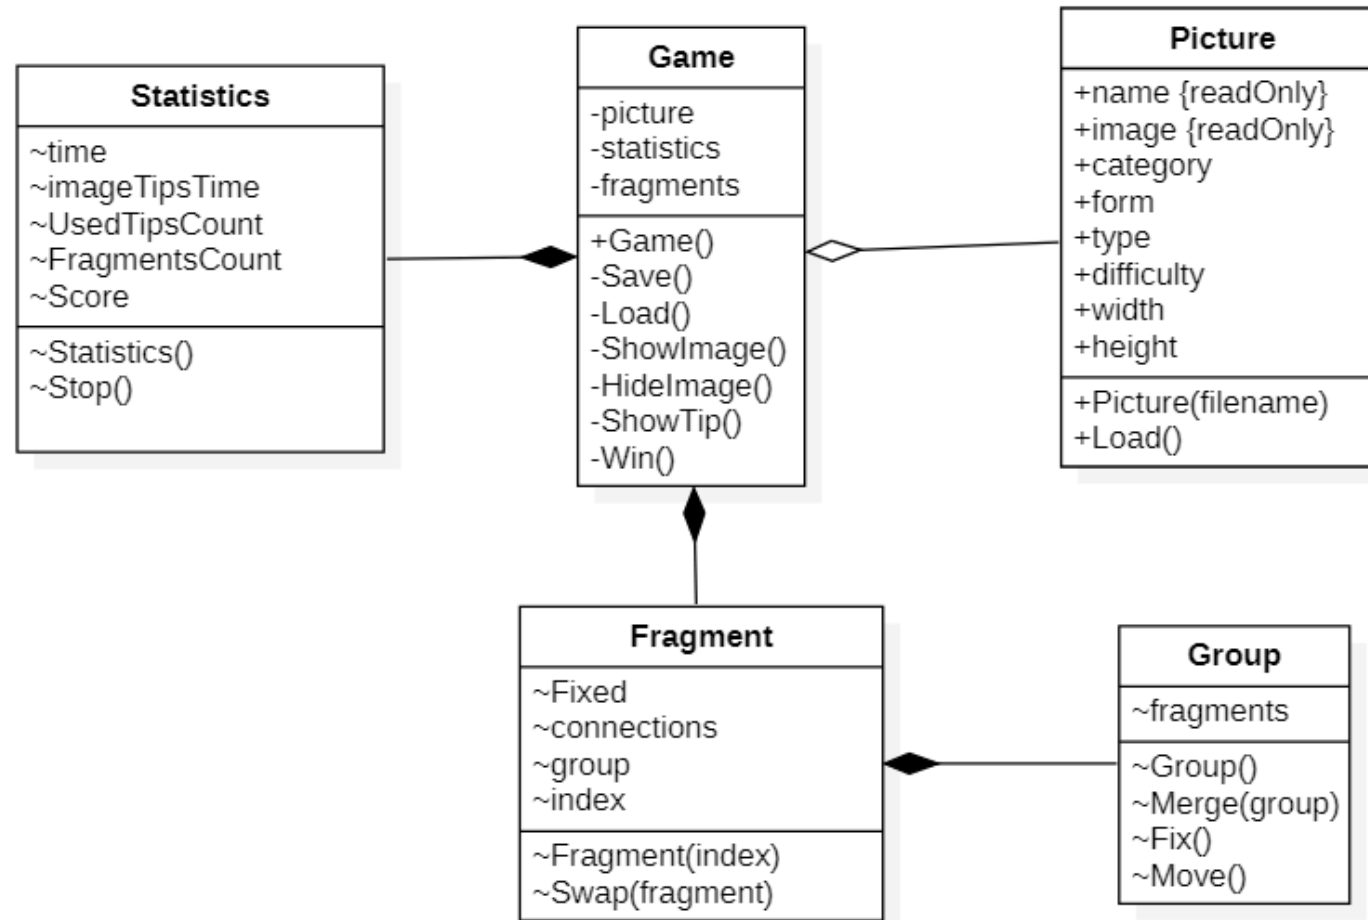 Statistics
~time
~imageTipsTime
~UsedTipsCount
~FragmentsCount
~Score
~Statistics()
~Stop()
Game
-picture
-statistics
-fragments
+Game()
-Save()
-Load()
-ShowImage()
-HideImage()
-ShowTip()
-Win()
Picture
+name {readOnly}
+image {readOnly}
+category
+form
+type
+difficulty
+width
+height
+Picture(filename)
+Load()
Fragment
~Fixed
~connections
~group
~index
~Fragment(index)
~Swap(fragment)
Group
~fragments
~Group()
~Merge(group)
~Fix()
~Move()